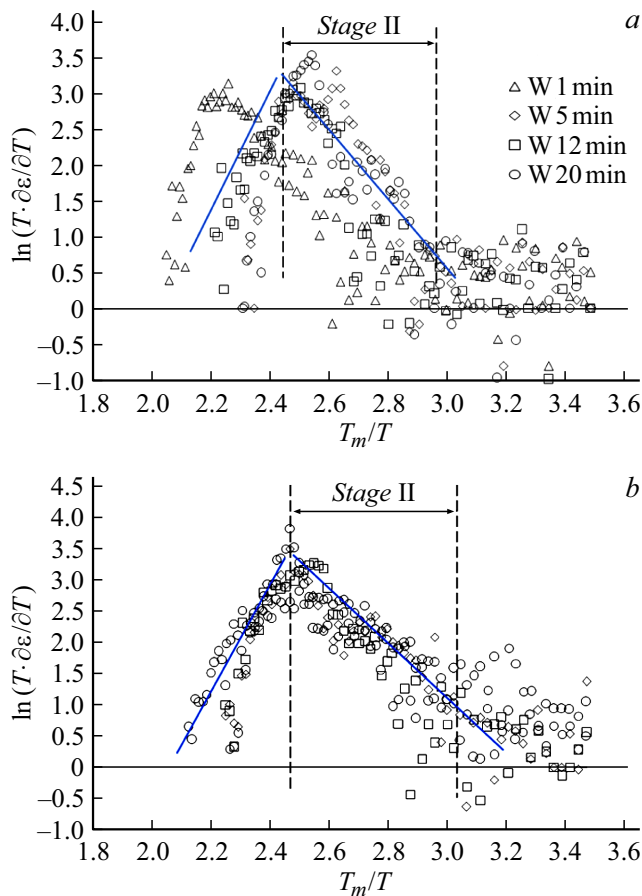 a
Stage II
4.0
3.5
3.0
2.5
2.0
1.5
1.0
0.5
0
–0.5
–1.0
ln (T · ∂ε/∂T)
W 1 min
W 5 min
W 12 min
W 20 min
1.8 2.0 2.2 2.4 2.6 2.8 3.0 3.2 3.4 3.6
Tm/T
b
Stage II
4.5
4.0
3.5
3.0
2.5
2.0
1.5
1.0
0.5
0
–0.5
–1.0
ln (T · ∂ε/∂T)
1.8 2.0 2.2 2.4 2.6 2.8 3.0 3.2 3.4 3.6
Tm/T